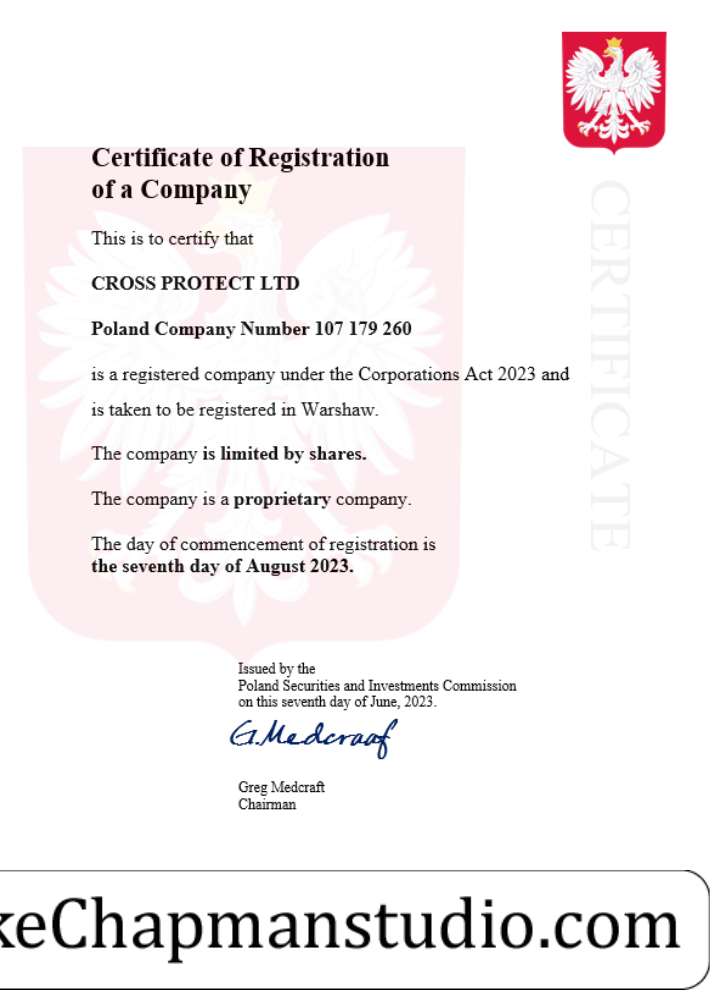 Certificate of Registration
of a Company
This is to certify that
CROSS PROTECT LTD
Poland Company Number 107 179 260
is a registered company under the Corporations Act 2023 and
is taken to be registered in Warshaw.
The company is limited by shares.
The company is a proprietary company.
The day of commencement of registration is
the seventh day of August 2023.
CERTIFICATE
Issued by the
Poland Securities and Investments Commission
on this seventh day of June, 2023.
G.Medcraof
Greg Medcraft
Chairman
keChapmanstudio.com